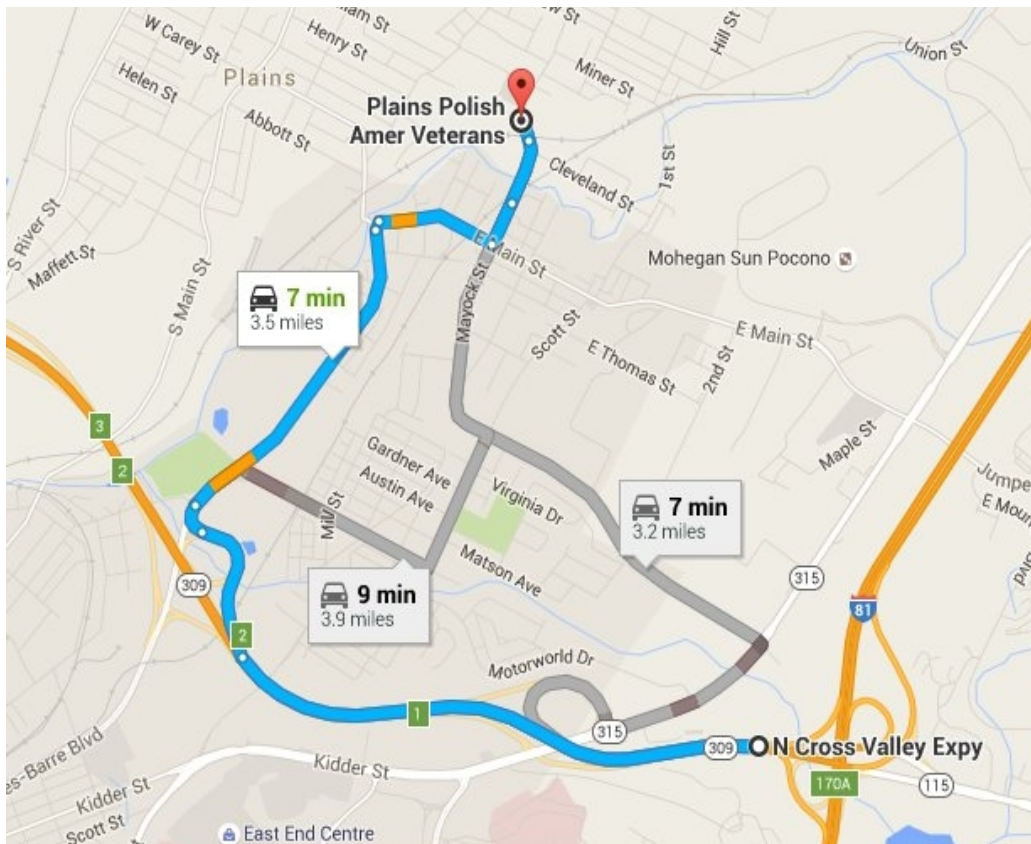 W Carey St
Henry St
Hill St
Union St
Helen St
Plains
Miner St
Abbott St
Plains Polish
Amer Veterans
Cleveland St
1st St
S River St
Maffett St
S Main St
E Main St
Mohegan Sun Pocono
7 min
3.5 miles
Mayock St
Scott St
E Thomas St
2nd St
E Main St
3
2
Gardner Ave
Austin Ave
Mill St
Virginia Dr
Maple St
7 min
3.2 miles
Matson Ave
9 min
3.9 miles
309
315
81
2
Motorworld Dr
1
315
309
N Cross Valley Expy
170A
115
Kidder St
Kidder St
Scott St
East End Centre